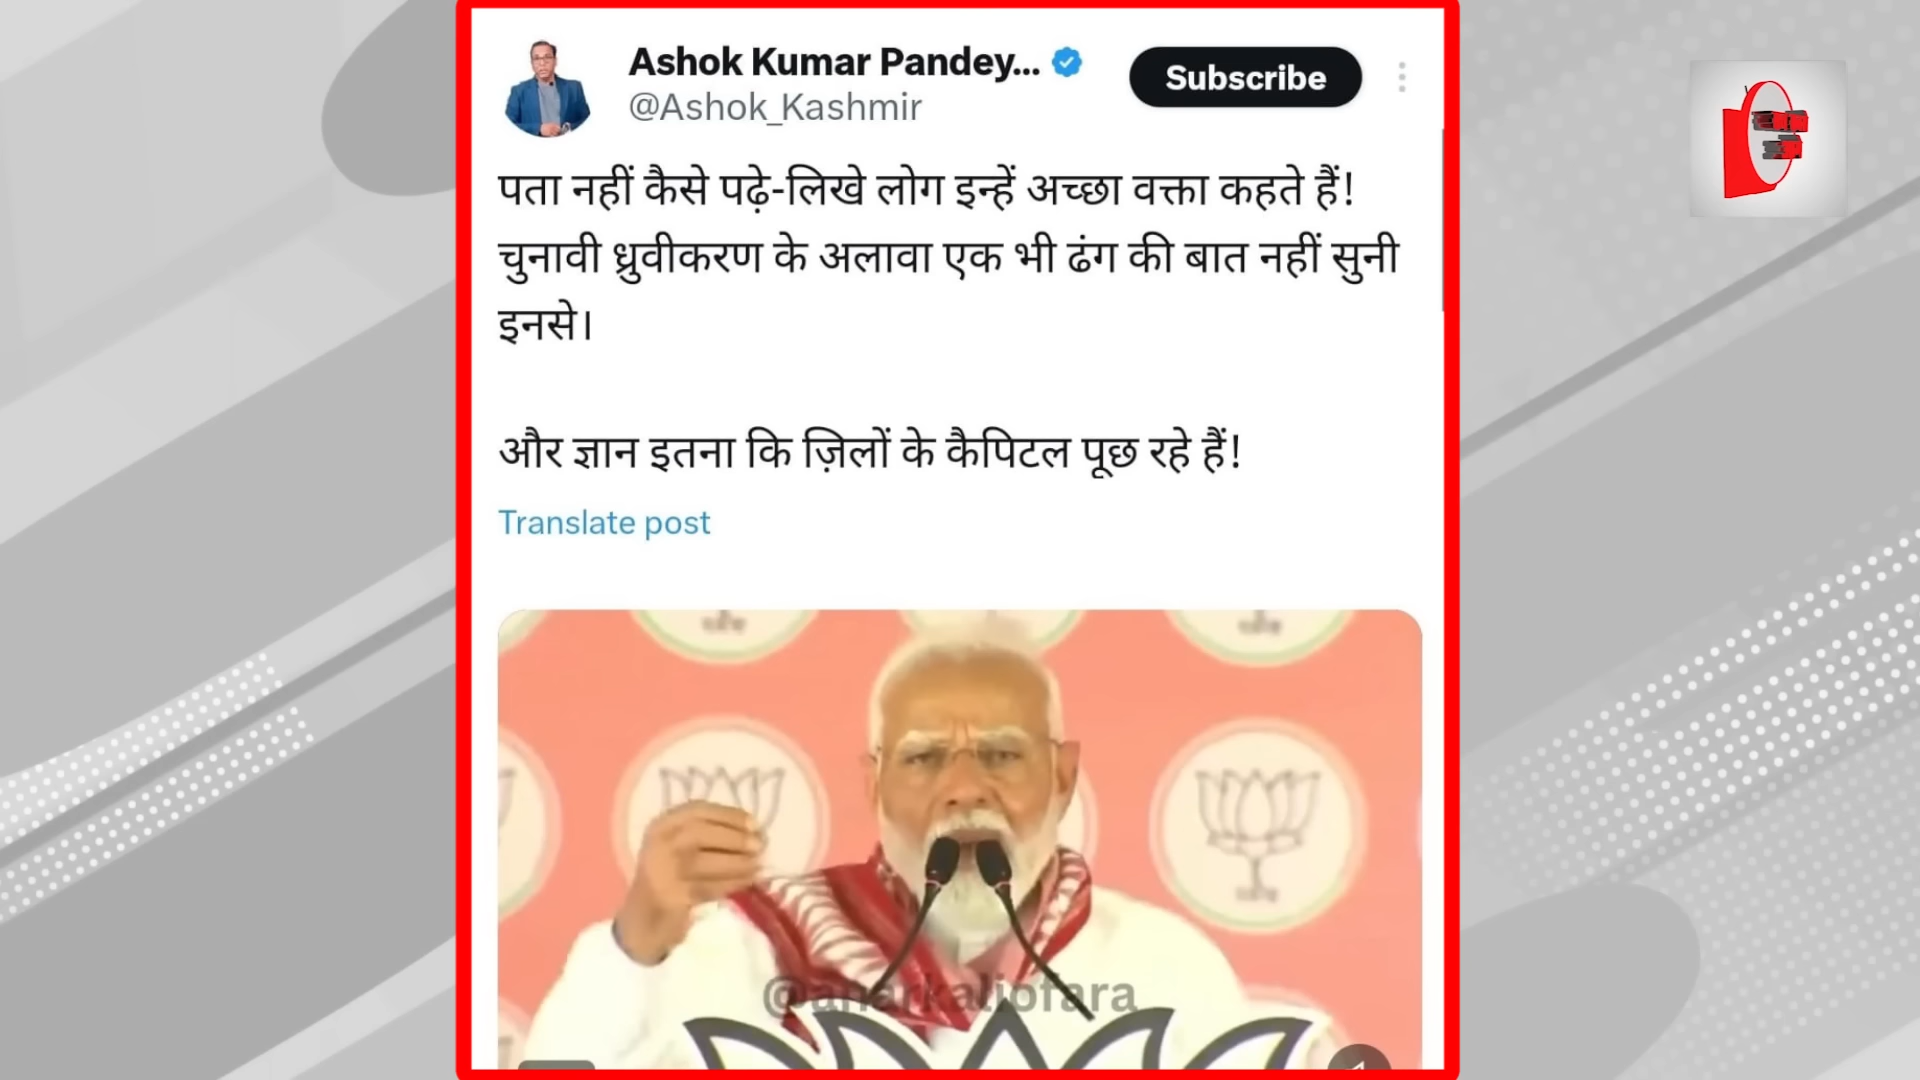 Ashok Kumar Pandey...
Subscribe
@Ashok_Kashmir
पता नहीं कैसे पढ़े-लिखे लोग इन्हें अच्छा वक्ता कहते हैं!
चुनावी ध्रुवीकरण के अलावा एक भी ढंग की बात नहीं सुनी
इनसे।
और ज्ञान इतना कि ज़िलों के कैपिटल पूछ रहे हैं!
Translate post
@anarkaliofara